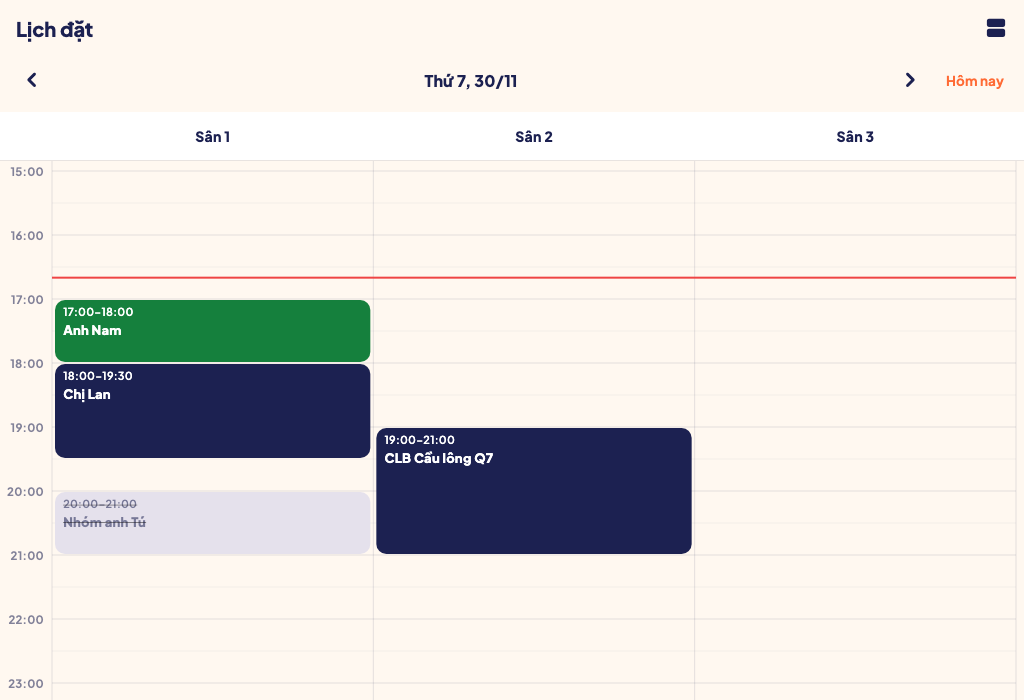 Lịch đặt
Thứ 7, 30/11
Hôm nay
Sân 1
Sân 2
Sân 3
15:00
16:00
17:00
17:00–18:00
Anh Nam
18:00
18:00–19:30
Chị Lan
19:00
19:00–21:00
CLB Cầu lông Q7
20:00
20:00–21:00
Nhóm anh Tú
21:00
22:00
23:00